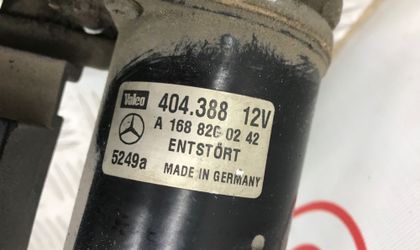 Valeo 404.388 12V
A 168 820 02 42
ENTSTÖRT
5249a MADE IN GERMANY